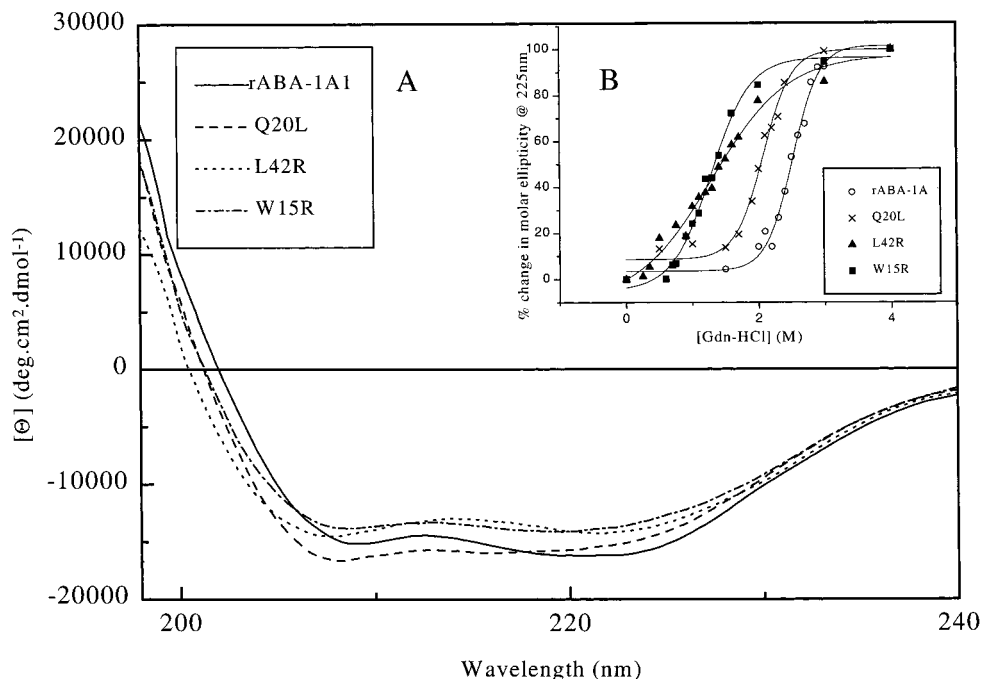 30000
20000
10000
0
-10000
-20000
[Θ] (deg.cm².dmol⁻¹)
200
220
240
Wavelength (nm)
A
rABA-1A1
Q20L
L42R
W15R
B
100
80
60
40
20
0
% change in molar ellipticity @ 225nm
0
2
4
[Gdn-HCl] (M)
rABA-1A
Q20L
L42R
W15R